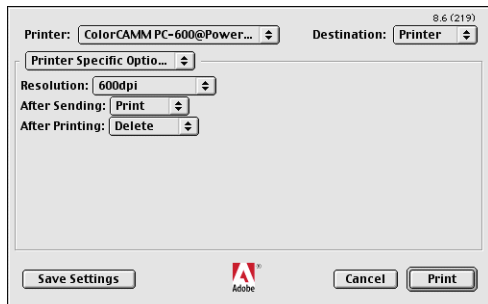 8.6 (219)
Printer: ColorCAMM PC-600@Power... Destination: Printer
Printer Specific Optio...
Resolution: 600dpi
After Sending: Print
After Printing: Delete
Save Settings Adobe® Cancel Print